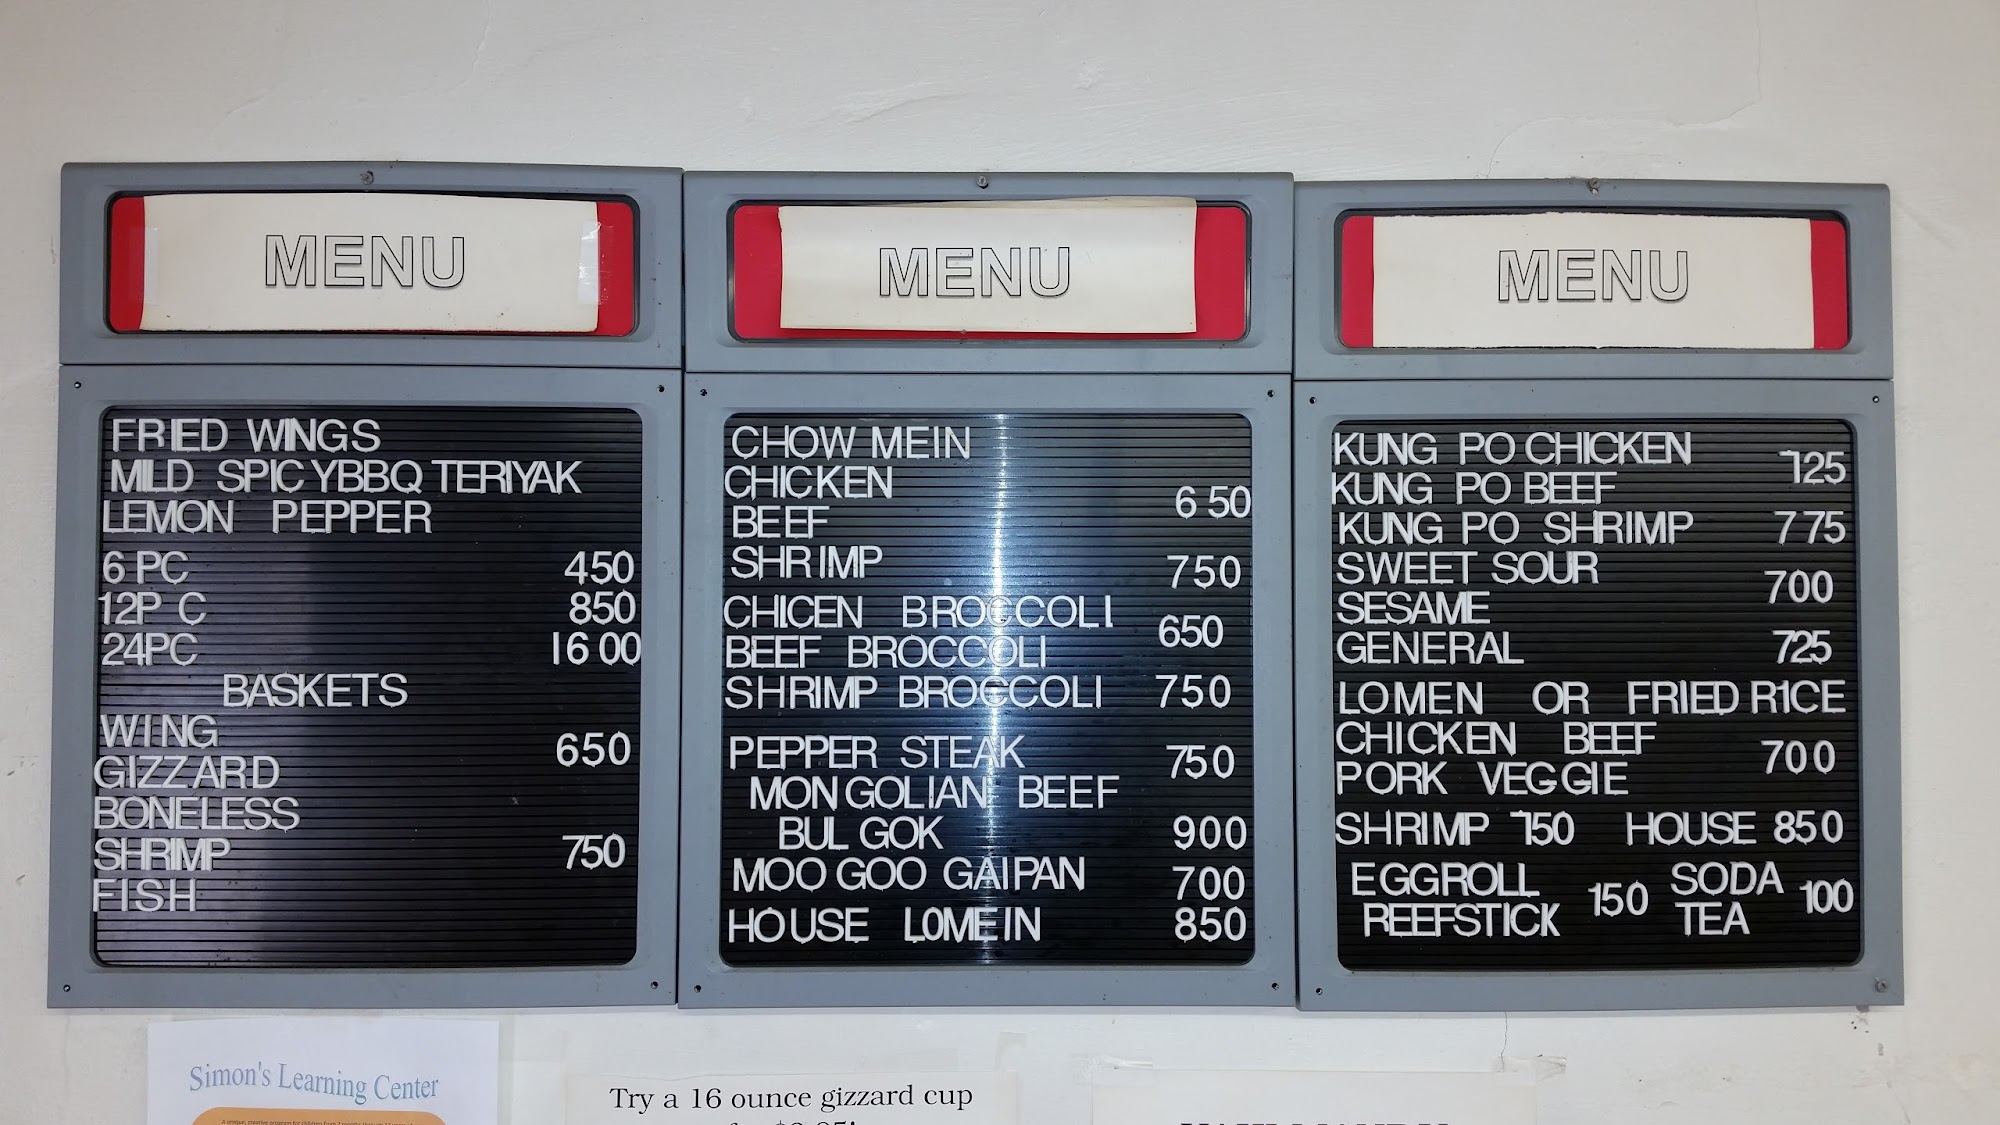 MENU
FRIED WINGS
MILD SPICYBBQ TERIYAK
LEMON PEPPER
6 PC 450
12P C 850
24PC 16 00
BASKETS
WING
650
GIZZARD
BONELESS
SHRIMP 750
FISH
MENU
CHOW MEIN
CHICKEN
6 50
BEEF
SHRIMP 750
CHICEN BROCCOLI
650
BEEF BROCCOLI
SHRIMP BROCCOLI 750
PEPPER STEAK 750
MONGOLIAN BEEF
BUL GOK 900
MOO GOO GAIPAN 700
HOUSE LOMEIN 850
MENU
KUNG PO CHICKEN
725
KUNG PO BEEF
KUNG PO SHRIMP 7 75
SWEET SOUR
700
SESAME
GENERAL 725
LOMEN OR FRIED R1CE
CHICKEN BEEF
700
PORK VEGGIE
SHRIMP 750 HOUSE 850
EGGROLL 150 SODA 100
REEFSTICK TEA
Simon's Learning Center
Try a 16 ounce gizzard cup